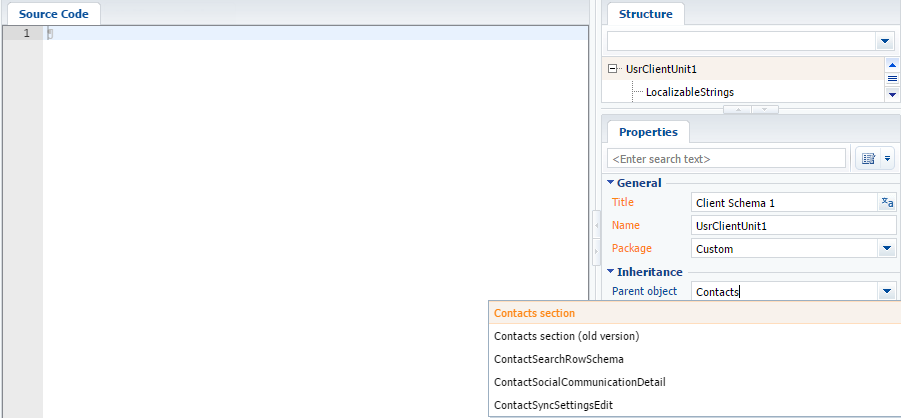 Source Code
1 ¶
Structure
UsrClientUnit1
LocalizableStrings
Properties
<Enter search text>
General
Title Client Schema 1
Name UsrClientUnit1
Package Custom
Inheritance
Parent object Contacts
Contacts section
Contacts section (old version)
ContactSearchRowSchema
ContactSocialCommunicationDetail
ContactSyncSettingsEdit